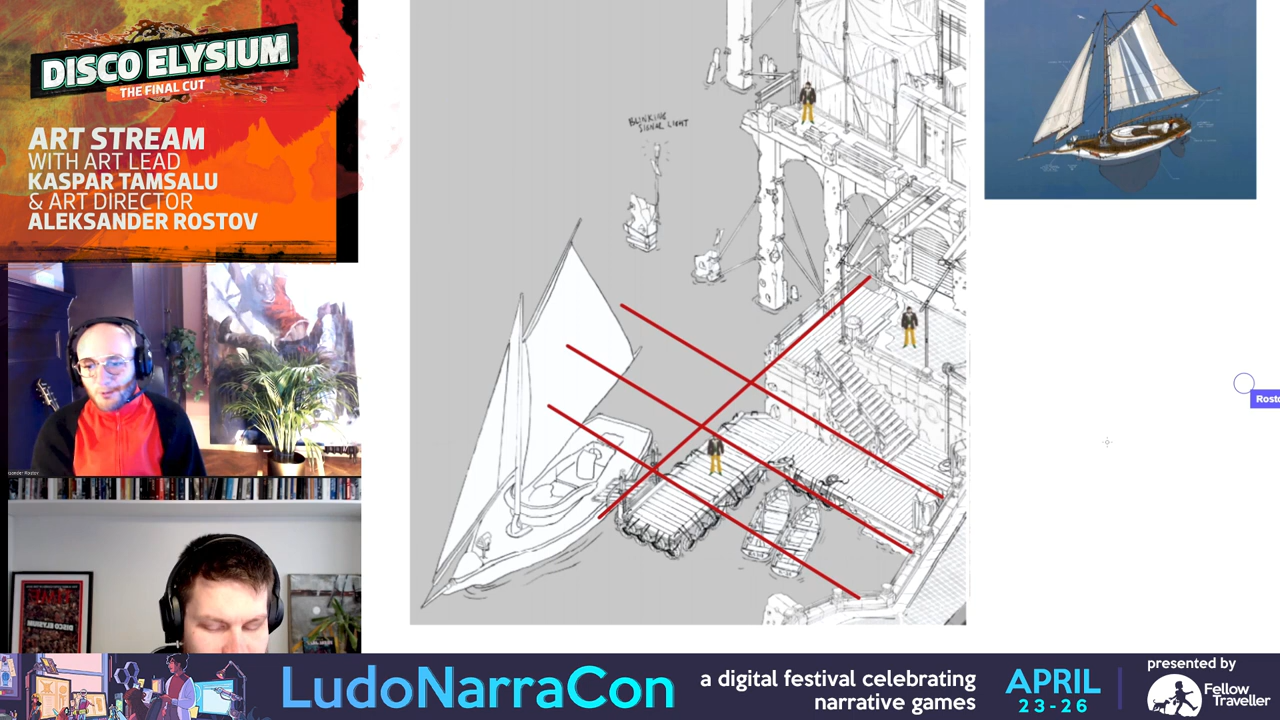 DISCO ELYSIUM
THE FINAL CUT
ART STREAM
WITH ART LEAD
KASPAR TAMSALU
& ART DIRECTOR
ALEKSANDER ROSTOV
BLINKING
SIGNAL LIGHT
Rosto
LudoNarraCon
a digital festival celebrating
narrative games
APRIL
23-26
presented by
Fellow
Traveller